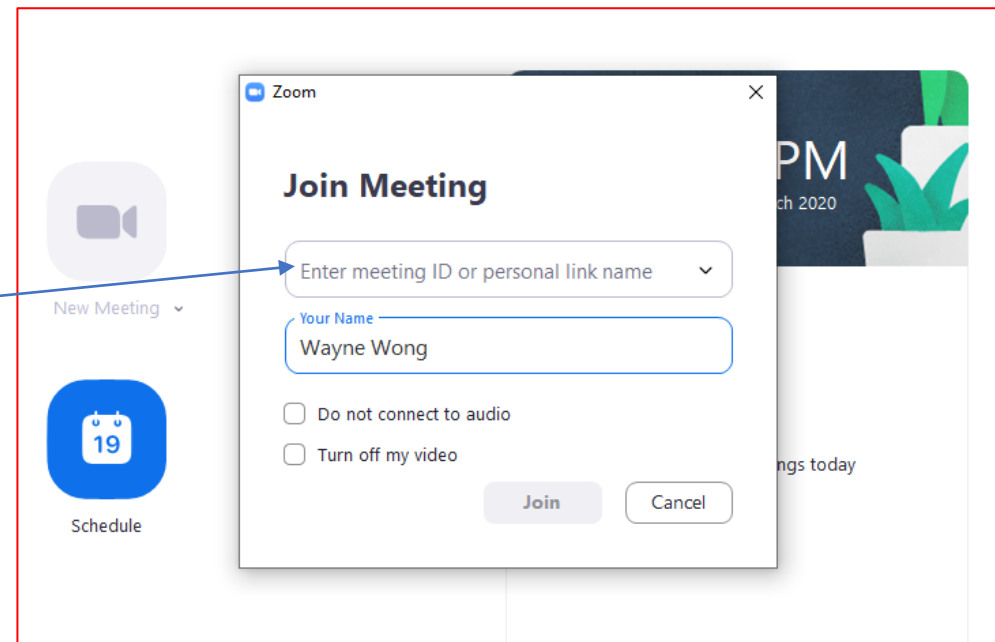 Zoom
Join Meeting
Enter meeting ID or personal link name
Your Name
Wayne Wong
Do not connect to audio
Turn off my video
Join
Cancel
New Meeting
19
Schedule
PM
ch 2020
ngs today